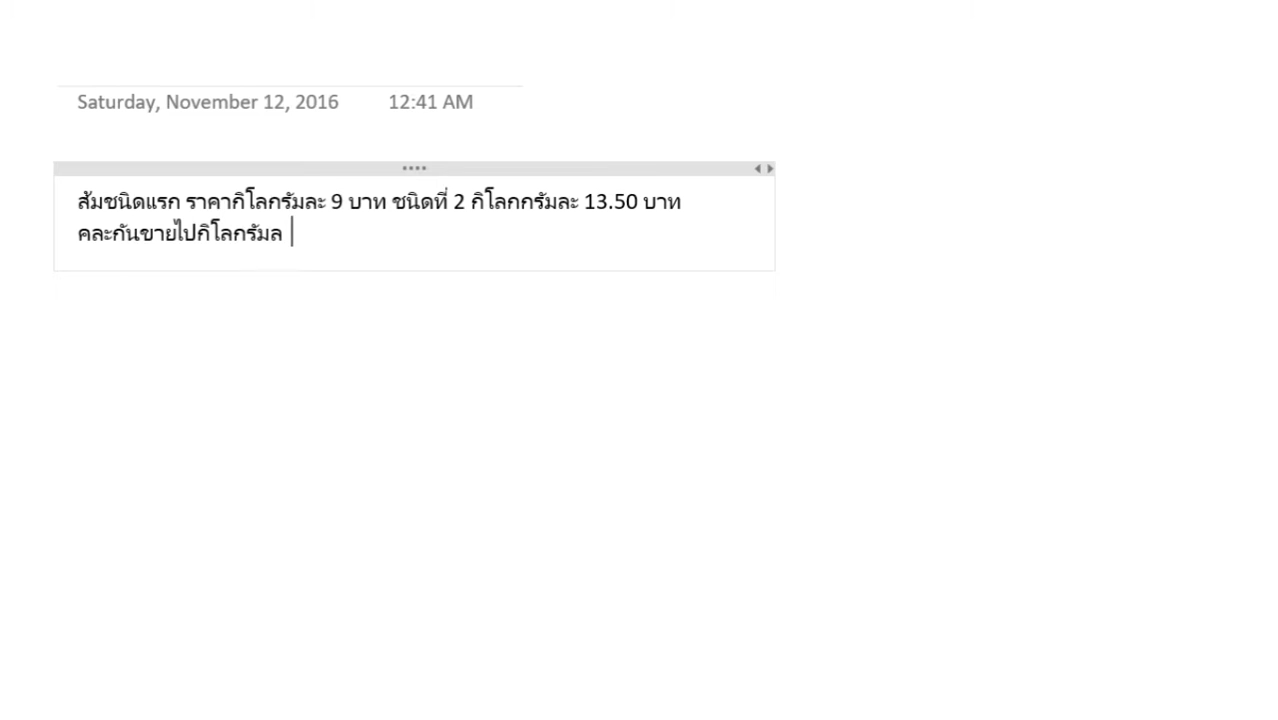 Saturday, November 12, 2016 12:41 AM
ส้มชนิดแรก ราคากิโลกรัมละ 9 บาท ชนิดที่ 2 กิโลกกรัมละ 13.50 บาท
คละกันขายไปกิโลกรัมล